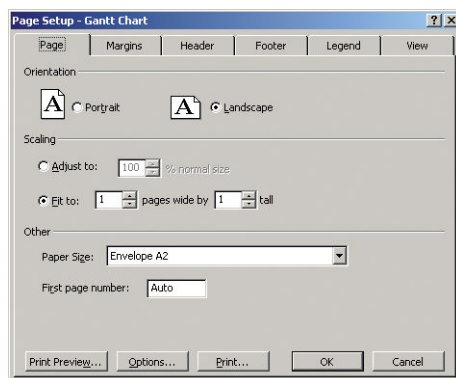 Page Setup - Gantt Chart
Page Margins Header Footer Legend View
Orientation
A Portrait A Landscape
Scaling
Adjust to: 100 % normal size
Fit to: 1 pages wide by 1 tall
Other
Paper Size: Envelope A2
First page number: Auto
Print Preview... Options... Print... OK Cancel